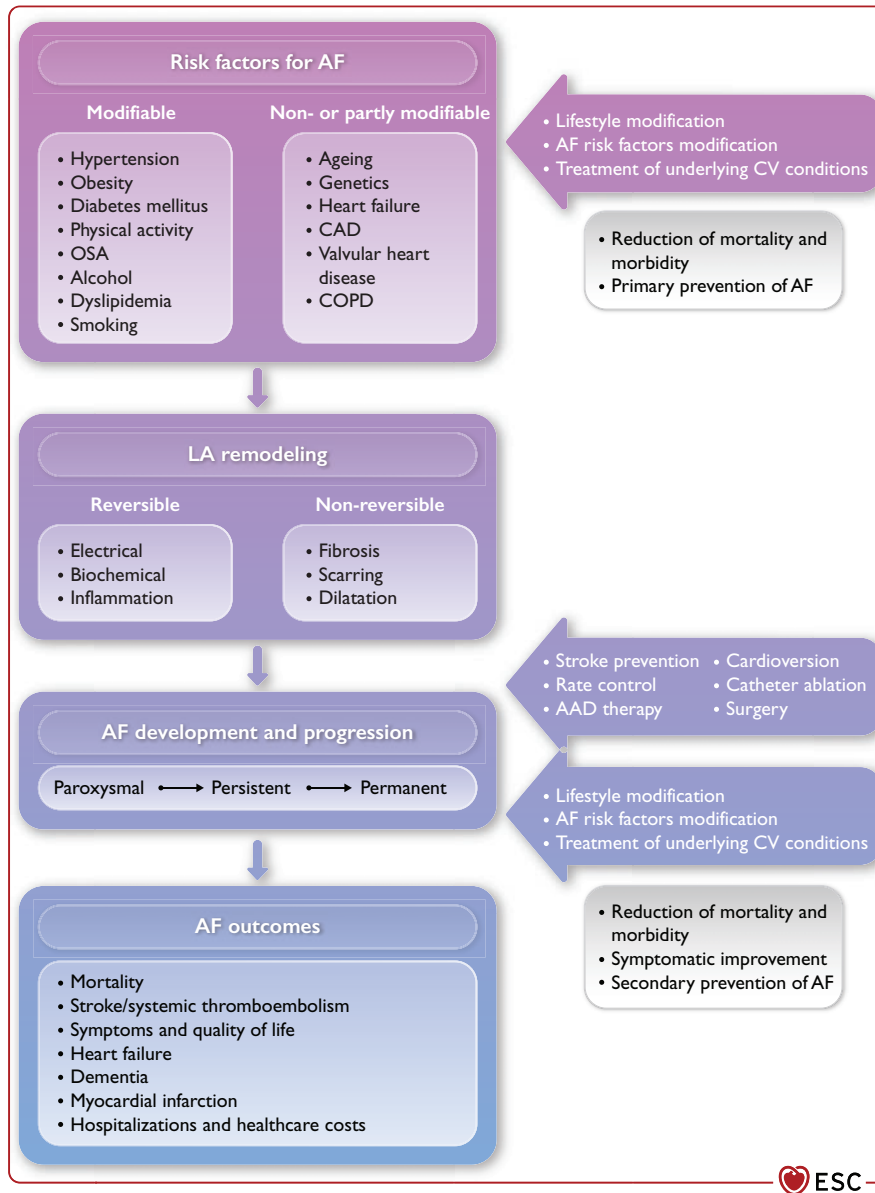 Risk factors for AF
Modifiable
• Hypertension
• Obesity
• Diabetes mellitus
• Physical activity
• OSA
• Alcohol
• Dyslipidemia
• Smoking
Non- or partly modifiable
• Ageing
• Genetics
• Heart failure
• CAD
• Valvular heart
disease
• COPD
• Lifestyle modification
• AF risk factors modification
• Treatment of underlying CV conditions
• Reduction of mortality and
morbidity
• Primary prevention of AF
LA remodeling
Reversible
• Electrical
• Biochemical
• Inflammation
Non-reversible
• Fibrosis
• Scarring
• Dilatation
• Stroke prevention
• Rate control
• AAD therapy
• Cardioversion
• Catheter ablation
• Surgery
AF development and progression
Paroxysmal Persistent Permanent
• Lifestyle modification
• AF risk factors modification
• Treatment of underlying CV conditions
• Reduction of mortality and
morbidity
• Symptomatic improvement
• Secondary prevention of AF
AF outcomes
• Mortality
• Stroke/systemic thromboembolism
• Symptoms and quality of life
• Heart failure
• Dementia
• Myocardial infarction
• Hospitalizations and healthcare costs
ESC